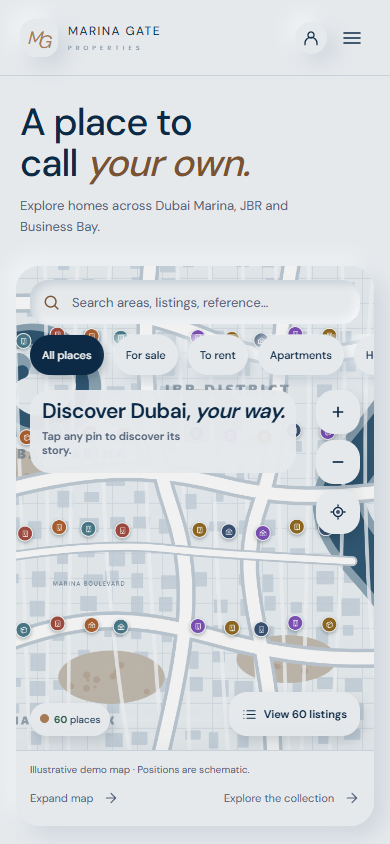 MG
MARINA GATE
PROPERTIES
A place to
call your own.
Explore homes across Dubai Marina, JBR and
Business Bay.
Search areas, listings, reference...
All places
For sale
To rent
Apartments
JBR DISTRICT
Discover Dubai, your way.
Tap any pin to discover its
story.
MARINA BOULEVARD
60 places
View 60 listings
Illustrative demo map · Positions are schematic.
Expand map
Explore the collection